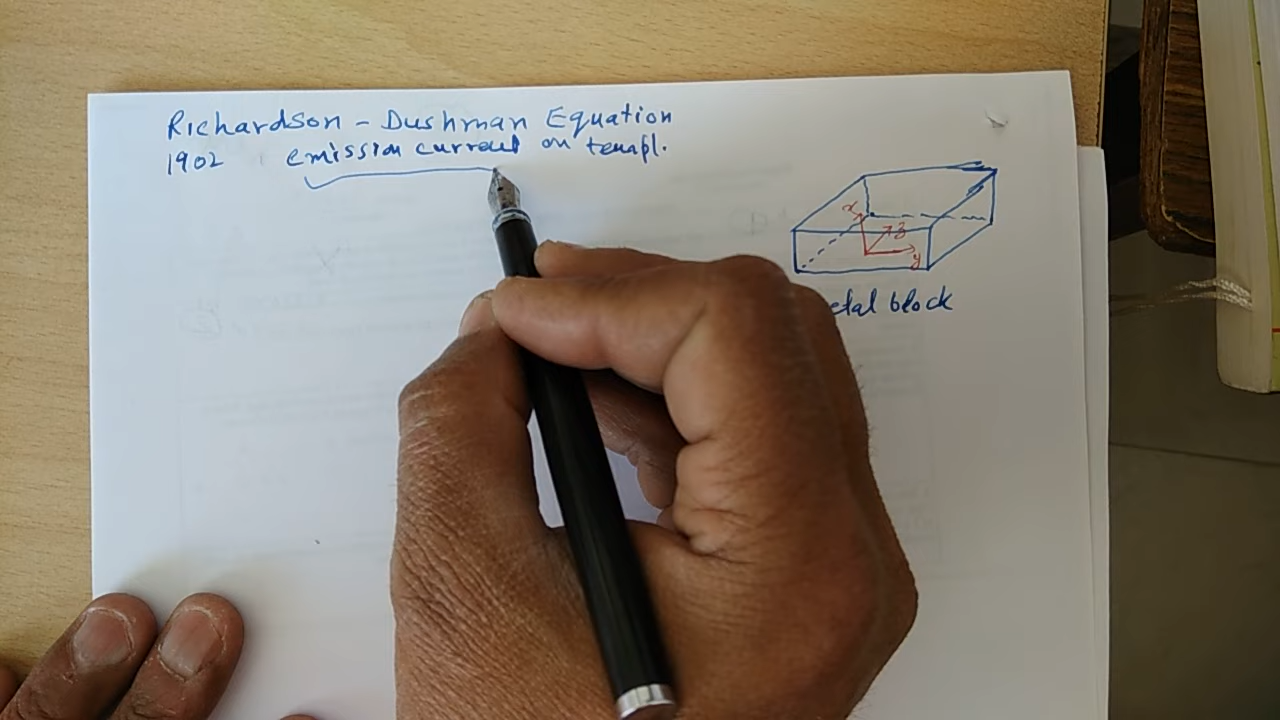 Richardson - Dushman Equation
1902 emission current on templ.
x
z
y
etal block